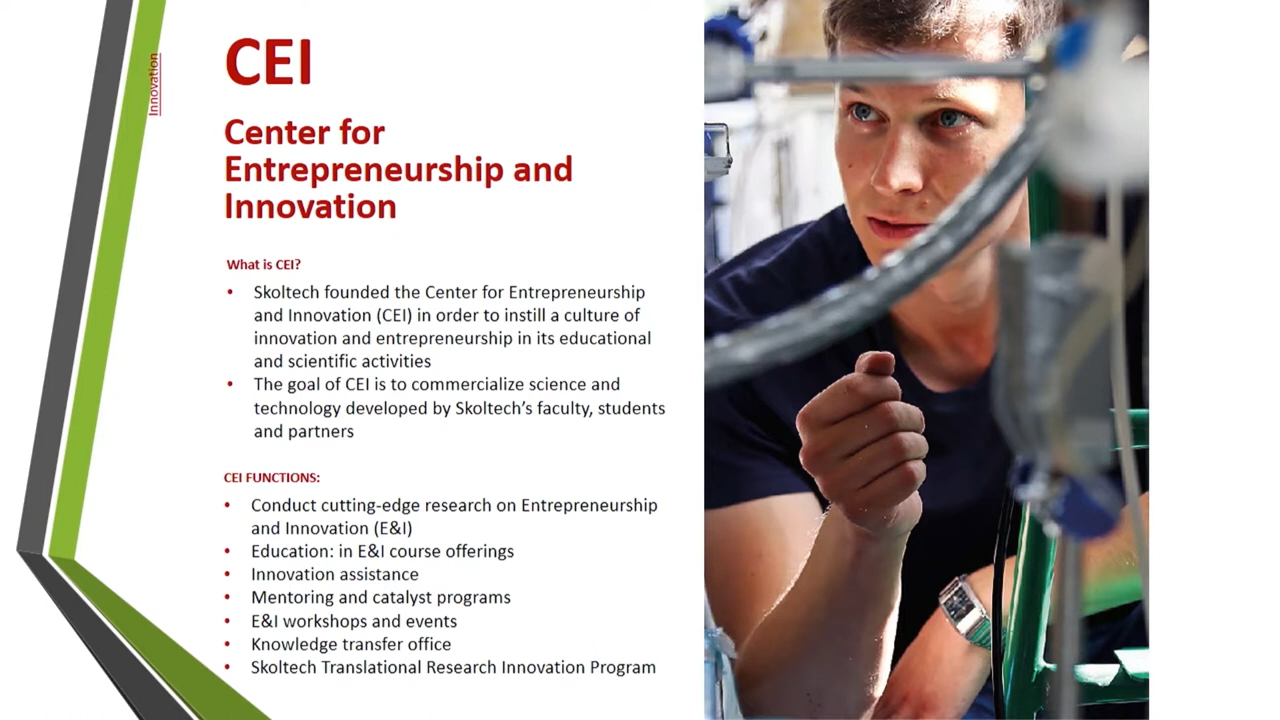 Innovation
CEI
Center for
Entrepreneurship and
Innovation
What is CEI?
• Skoltech founded the Center for Entrepreneurship
and Innovation (CEI) in order to instill a culture of
innovation and entrepreneurship in its educational
and scientific activities
• The goal of CEI is to commercialize science and
technology developed by Skoltech’s faculty, students
and partners
CEI FUNCTIONS:
• Conduct cutting-edge research on Entrepreneurship
and Innovation (E&I)
• Education: in E&I course offerings
• Innovation assistance
• Mentoring and catalyst programs
• E&I workshops and events
• Knowledge transfer office
• Skoltech Translational Research Innovation Program